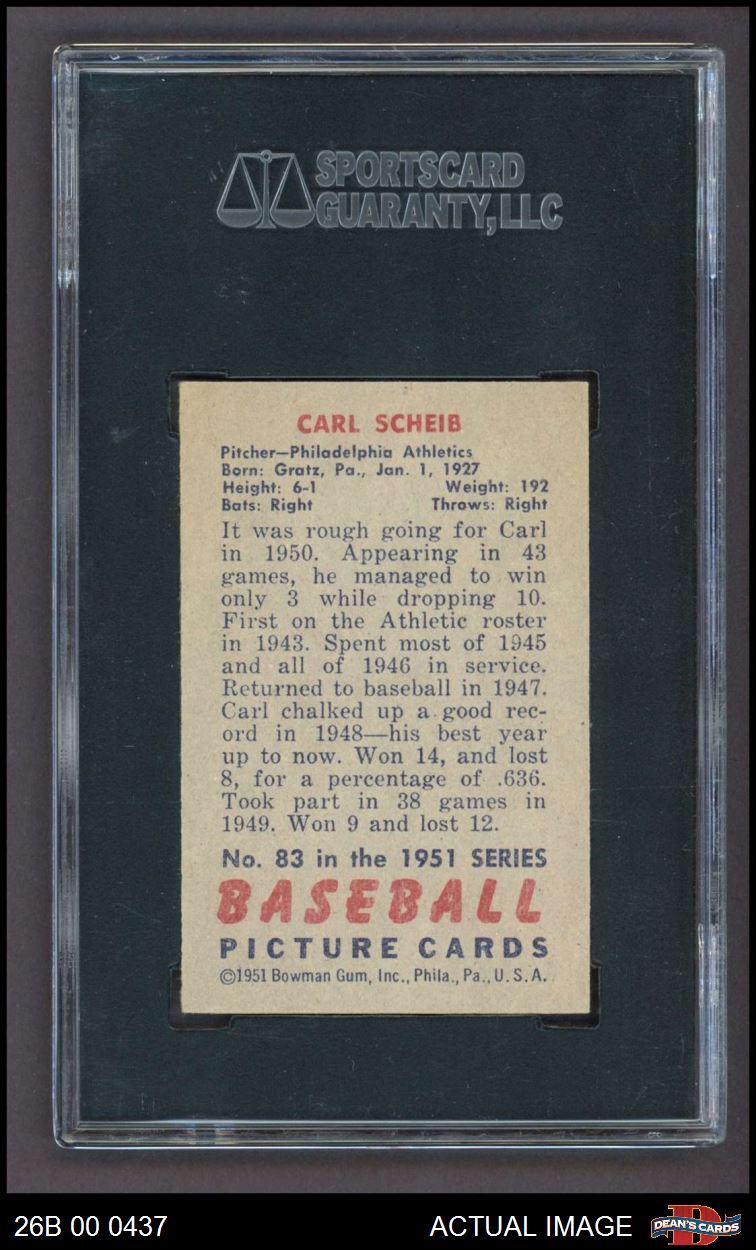 SPORTSCARD
GUARANTY, LLC
CARL SCHEIB
Pitcher—Philadelphia Athletics
Born: Gratz, Pa., Jan. 1, 1927
Height: 6-1 Weight: 192
Bats: Right Throws: Right
It was rough going for Carl
in 1950. Appearing in 43
games, he managed to win
only 3 while dropping 10.
First on the Athletic roster
in 1943. Spent most of 1945
and all of 1946 in service.
Returned to baseball in 1947.
Carl chalked up a good rec-
ord in 1948—his best year
up to now. Won 14, and lost
8, for a percentage of .636.
Took part in 38 games in
1949. Won 9 and lost 12.
No. 83 in the 1951 SERIES
BASEBALL
PICTURE CARDS
©1951 Bowman Gum, Inc., Phila., Pa., U.S.A.
26B 00 0437 ACTUAL IMAGE D DEAN'S CARDS